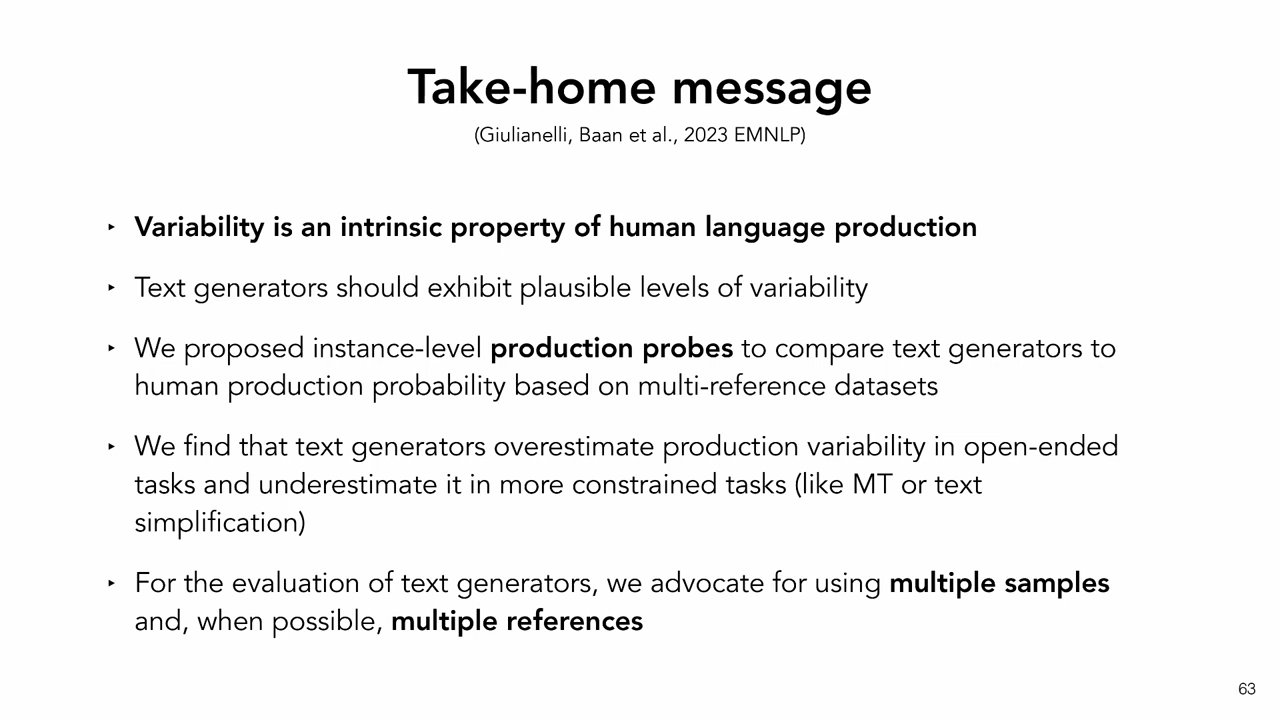 Take-home message
(Giulianelli, Baan et al., 2023 EMNLP)
‣ Variability is an intrinsic property of human language production
‣ Text generators should exhibit plausible levels of variability
‣ We proposed instance-level production probes to compare text generators to
human production probability based on multi-reference datasets
‣ We find that text generators overestimate production variability in open-ended
tasks and underestimate it in more constrained tasks (like MT or text
simplification)
‣ For the evaluation of text generators, we advocate for using multiple samples
and, when possible, multiple references
63